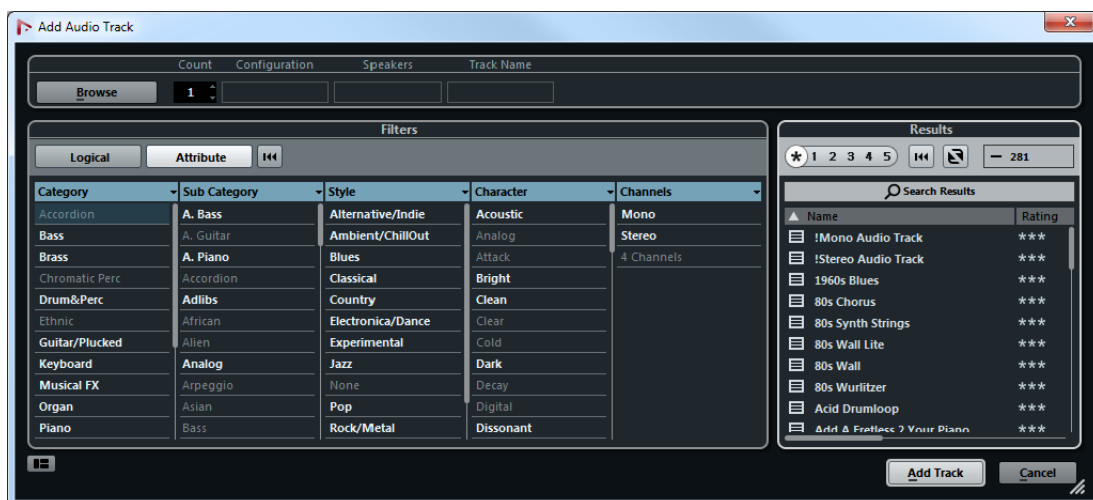 Add Audio Track
Count Configuration Speakers Track Name
Browse 1
Filters
Logical Attribute
Category Sub Category Style Character Channels
Accordion A. Bass Alternative/Indie Acoustic Mono
Bass A. Guitar Ambient/ChillOut Analog Stereo
Brass A. Piano Blues Attack 4 Channels
Chromatic Perc Accordion Classical Bright
Drum&Perc Adlibs Country Clean
Ethnic African Electronica/Dance Clear
Guitar/Plucked Alien Experimental Cold
Keyboard Analog Jazz Dark
Musical FX Arpeggio None Decay
Organ Asian Pop Digital
Piano Bass Rock/Metal Dissonant
Results
* 1 2 3 4 5 281
Search Results
Name Rating
!Mono Audio Track ***
!Stereo Audio Track ***
1960s Blues ***
80s Chorus ***
80s Synth Strings ***
80s Wall Lite ***
80s Wall ***
80s Wurlitzer ***
Acid Drumloop ***
Add A Fretless 2 Your Piano ***
Add Track Cancel